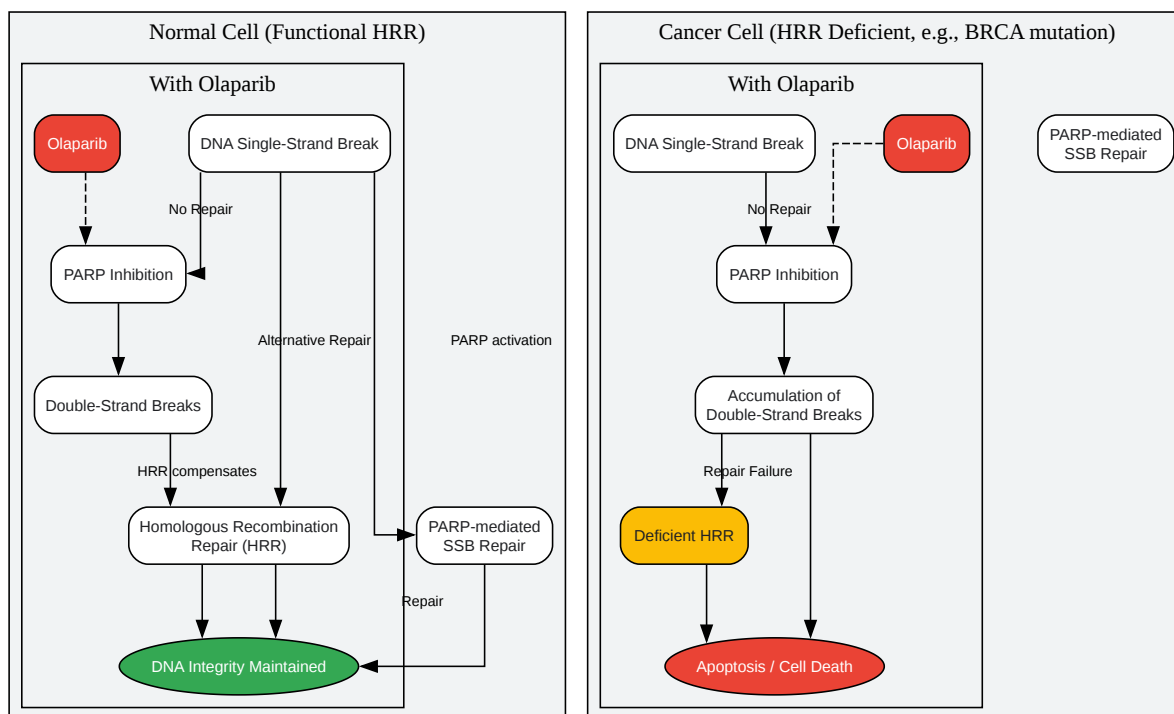 Normal Cell (Functional HRR)
With Olaparib
Olaparib
DNA Single-Strand Break
No Repair
PARP Inhibition
Alternative Repair
PARP activation
Double-Strand Breaks
HRR compensates
Homologous Recombination
Repair (HRR)
PARP-mediated
SSB Repair
Repair
DNA Integrity Maintained
Cancer Cell (HRR Deficient, e.g., BRCA mutation)
With Olaparib
DNA Single-Strand Break
Olaparib
PARP-mediated
SSB Repair
No Repair
PARP Inhibition
Accumulation of
Double-Strand Breaks
Repair Failure
Deficient HRR
Apoptosis / Cell Death